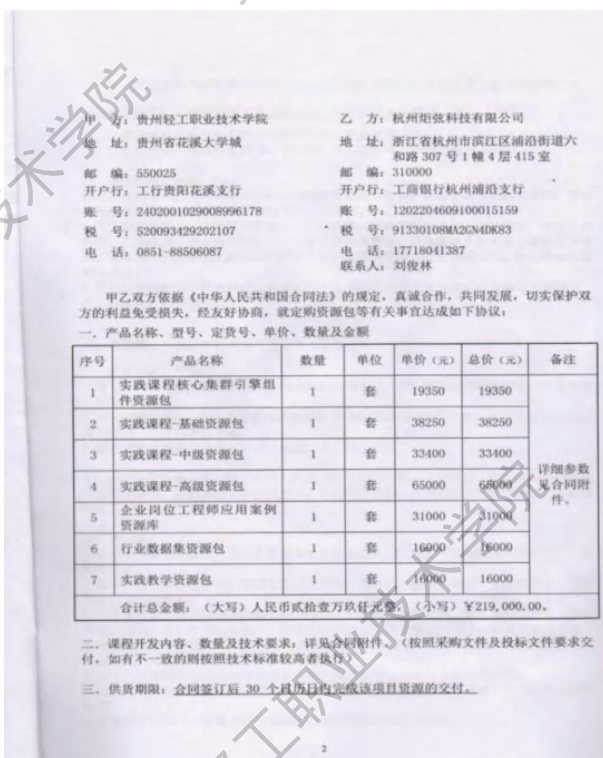 甲 方：贵州轻工职业技术学院
地 址：贵州省花溪大学城
邮 编：550025
开户行：工行贵阳花溪支行
账 号：2402001029008996178
税 号：520093429202107
电 话：0851-88506087
乙 方：杭州炬弦科技有限公司
地 址：浙江省杭州市滨江区浦沿街道六
和路 307 号 1 幢 4 层 415 室
邮 编：310000
开户行：工商银行杭州浦沿支行
账 号：1202204609100015159
税 号：91330108MA2GN4DK83
电 话：17718041387
联系人：刘俊林
甲乙双方依据《中华人民共和国合同法》的规定，真诚合作，共同发展，切实保护双
方的利益免受损失，经友好协商，就定购资源包等有关事宜达成如下协议：
一．产品名称、型号、定货号、单价、数量及金额
序号 产品名称 数量 单位 单价（元） 总价（元） 备注
1 实践课程核心集群引擎组
件资源包 1 套 19350 19350
2 实践课程-基础资源包 1 套 38250 38250
3 实践课程-中级资源包 1 套 33400 33400
4 实践课程-高级资源包 1 套 65000 65000
5 企业岗位工程师应用案例
资源库 1 套 31000 31000
6 行业数据集资源包 1 套 16000 16000
7 实践教学资源包 1 套 16000 16000
详细参数
见合同附
件。
合计总金额：（大写）人民币贰拾壹万玖仟元整，（小写）￥219,000.00。
二．课程开发内容、数量及技术要求：详见合同附件。（按照采购文件及投标文件要求交
付，如有不一致的则按照技术标准较高者执行）
三．供货期限：合同签订后 30 个日历日内完成该项目资源的交付。
2
技术学院